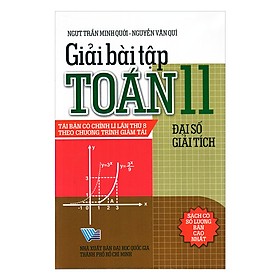 NGƯT TRẦN MINH QUỚI - NGUYỄN VĂN QUÍ
Giải bài tập
TOÁN 11
TÁI BẢN CÓ CHỈNH LÍ LẦN THỨ 8
THEO CHƯƠNG TRÌNH GIẢM TẢI
ĐẠI SỐ
GIẢI TÍCH
SÁCH CÓ
SỐ LƯỢNG
BÁN
CAO
NHẤT
NHÀ XUẤT BẢN ĐẠI HỌC QUỐC GIA
THÀNH PHỐ HỒ CHÍ MINH